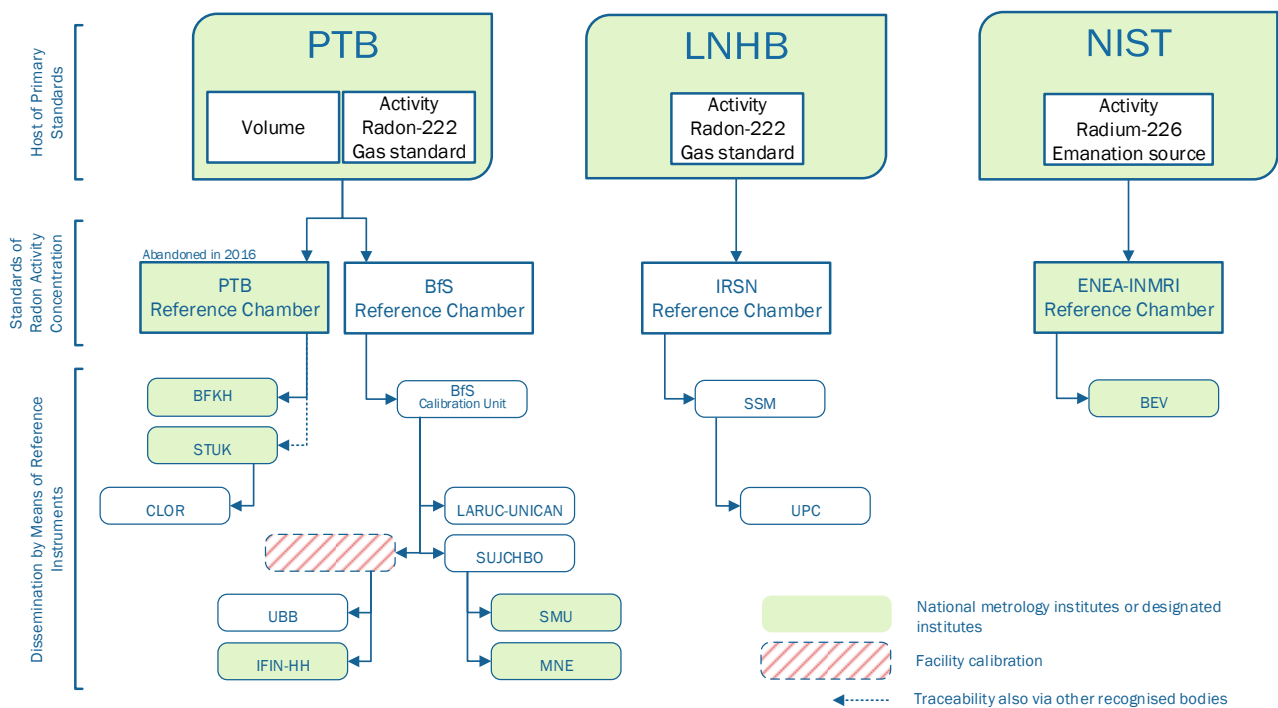 Host of Primary
Standards
PTB
Volume
Activity
Radon-222
Gas standard
LNHB
Activity
Radon-222
Gas standard
NIST
Activity
Radium-226
Emanation source
Standards of
Radon Activity
Concentration
Abandoned in 2016
PTB
Reference Chamber
BfS
Reference Chamber
IRSN
Reference Chamber
ENEA-INMRI
Reference Chamber
Dissemination by Means of Reference
Instruments
BFKH
BfS
Calibration Unit
SSM
BEV
STUK
CLOR
LARUC-UNICAN
UPC
SUJCHBO
UBB
SMU
IFIN-HH
MNE
National metrology institutes or designated
institutes
Facility calibration
Traceability also via other recognised bodies